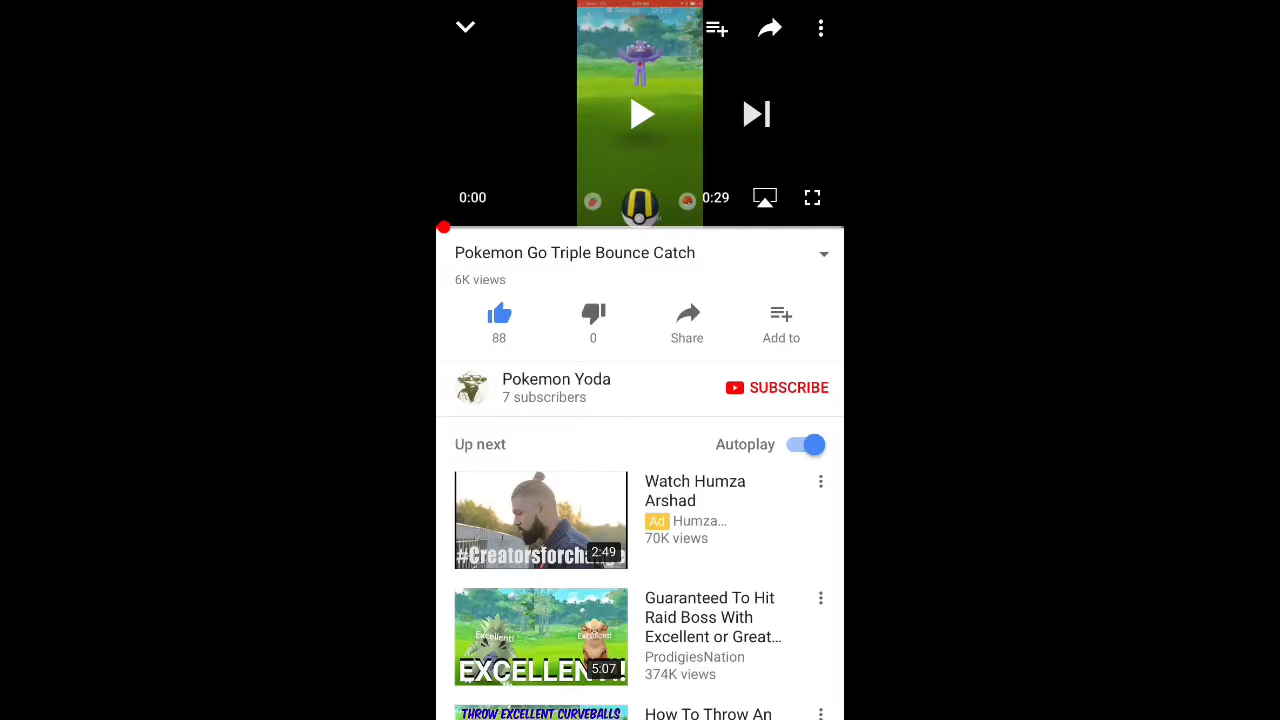 0:00
0:29
Pokemon Go Triple Bounce Catch
6K views
88
0
Share
Add to
Pokemon Yoda
7 subscribers
SUBSCRIBE
Up next
Autoplay
#Creatorsforchange
2:49
Watch Humza
Arshad
Ad Humza...
70K views
Excellent!
Excellent!
EXCELLENT!
5:07
Guaranteed To Hit
Raid Boss With
Excellent or Great...
ProdigiesNation
374K views
THROW EXCELLENT CURVEBALLS
How To Throw An